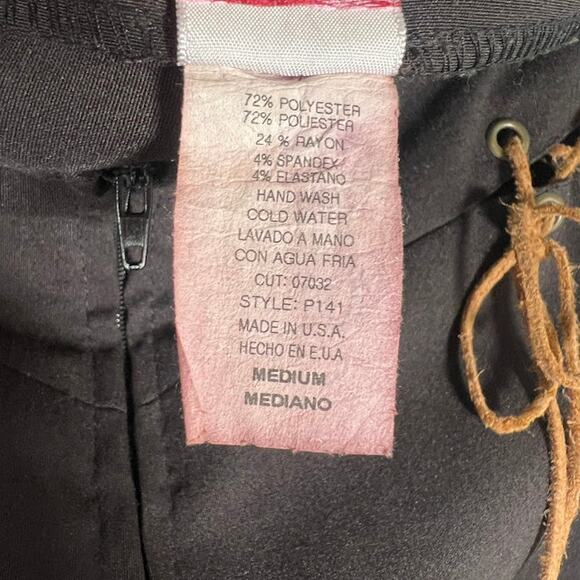 72% POLYESTER
72% POLIESTER
24 % RAYON
4% SPANDEX
4% ELASTANO
HAND WASH
COLD WATER
LAVADO A MANO
CON AGUA FRIA
CUT: 07032
STYLE: P141
MADE IN U.S.A.
HECHO EN E.U.A
MEDIUM
MEDIANO